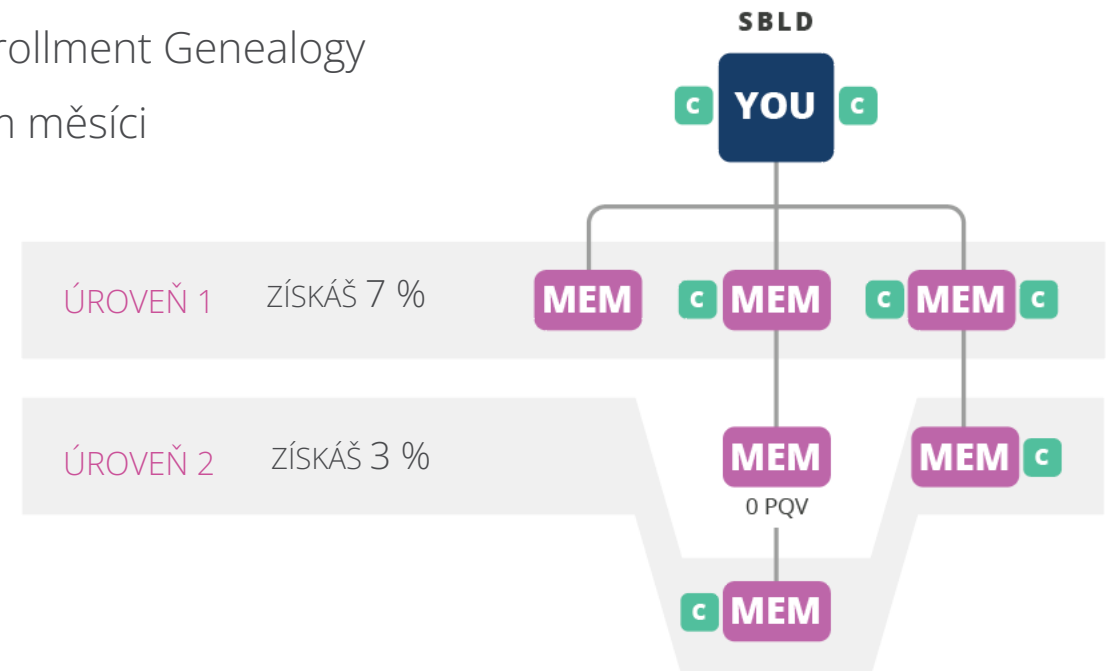 rollment Genealogy
měsíci
SBLD
C YOU C
ÚROVEŇ 1 ZÍSKÁŠ 7 % MEM C MEM C MEM C
ÚROVEŇ 2 ZÍSKÁŠ 3 % MEM MEM C
0 PQV
C MEM